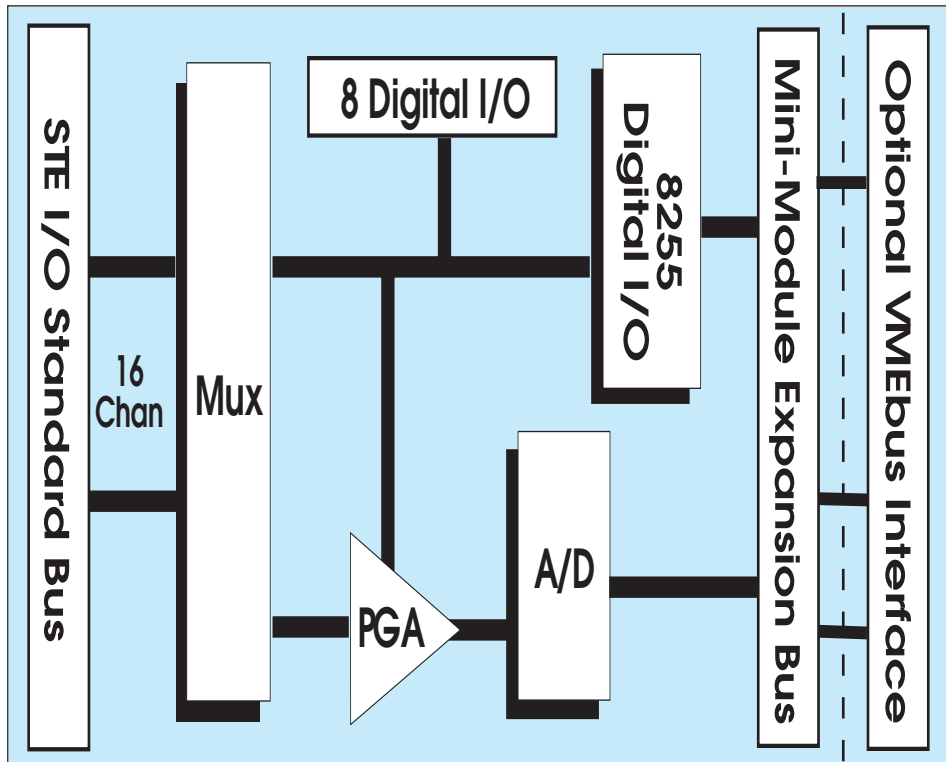 STE I/O Standard Bus
16
Chan
Mux
8 Digital I/O
8255
Digital I/O
PGA
A/D
Mini-Module Expansion Bus
Optional VMEbus Interface